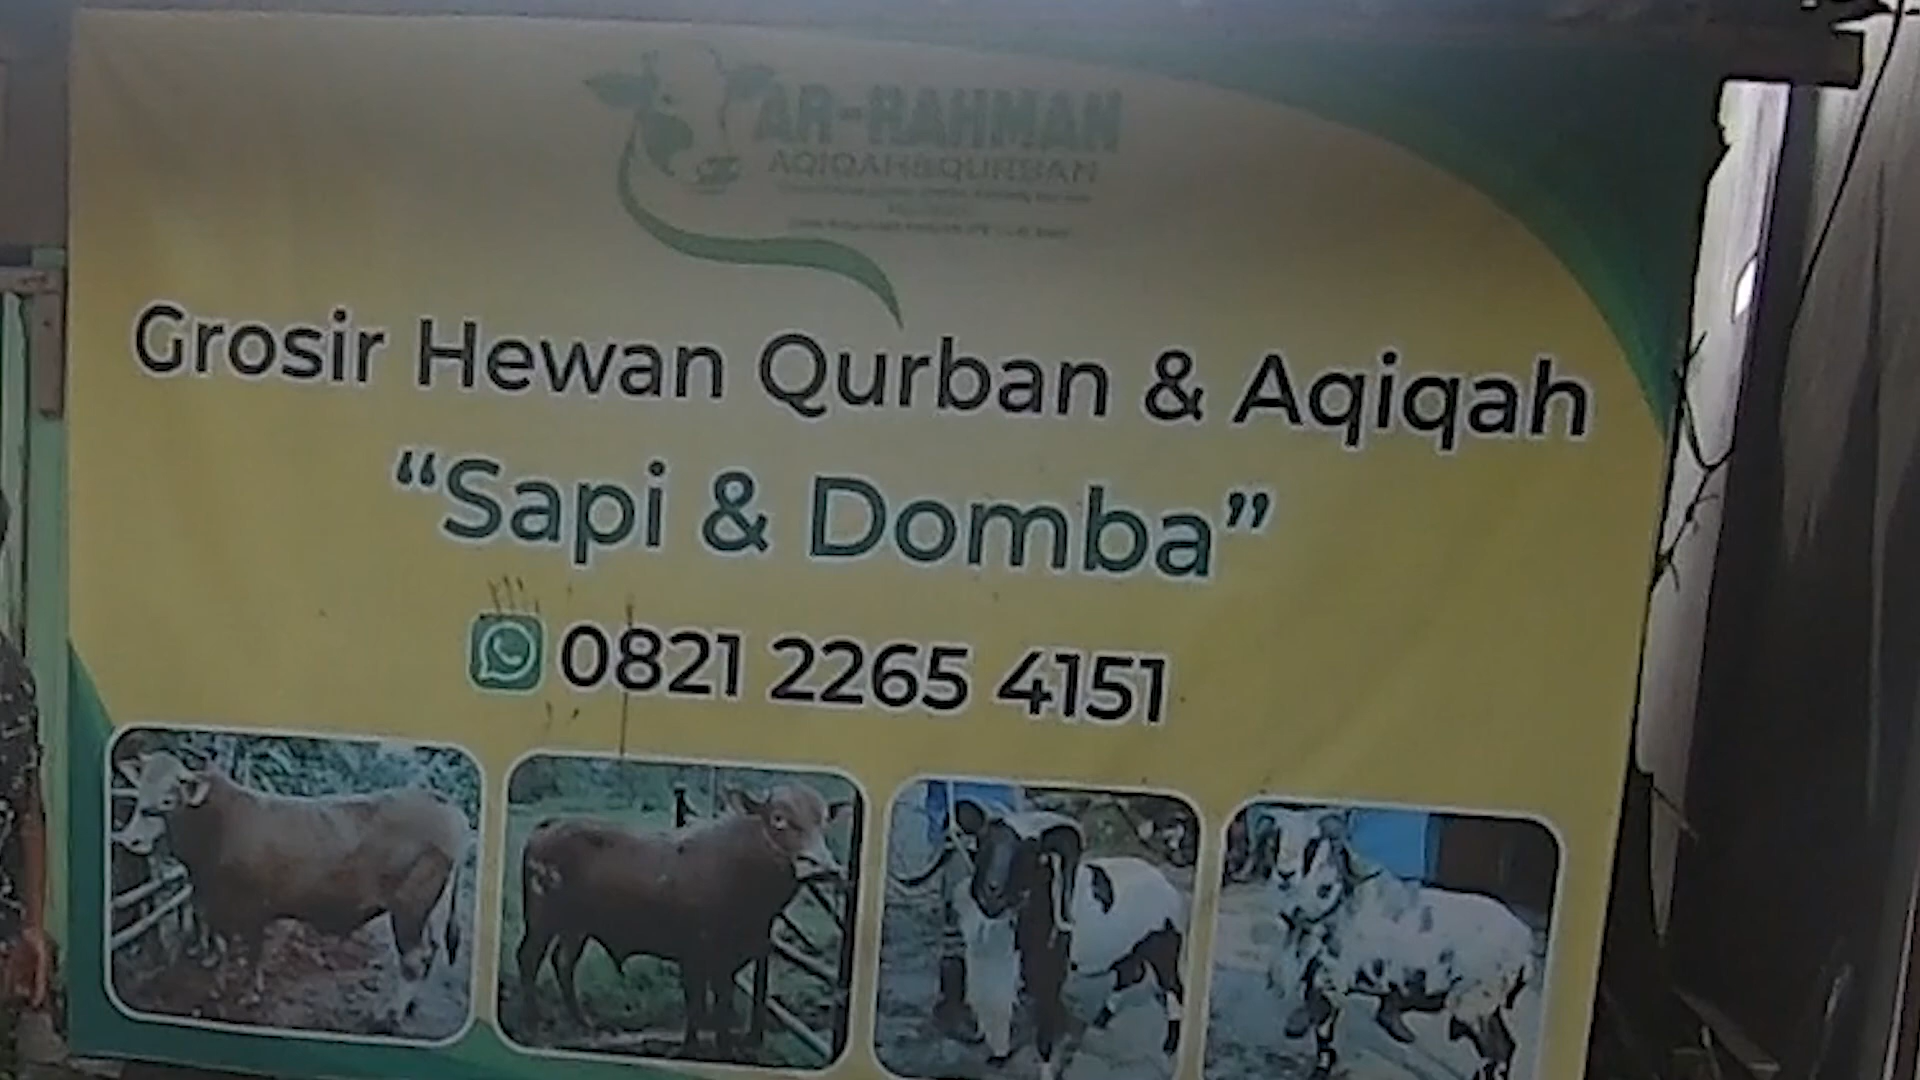 AR-RAHMAN
AQIQAH&QURBAN
Grosir Hewan Qurban & Aqiqah
“Sapi & Domba”
0821 2265 4151